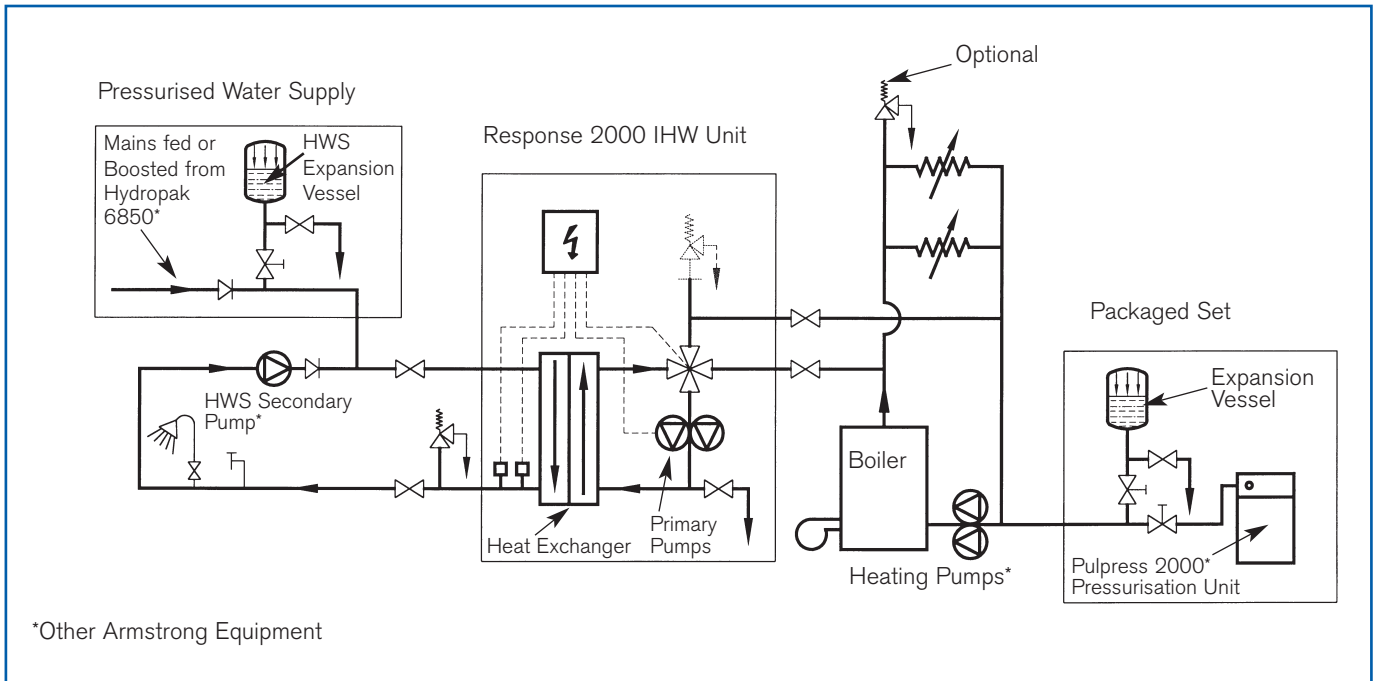 Optional
Pressurised Water Supply
Mains fed or
Boosted from
Hydropak
6850*
HWS
Expansion
Vessel
Response 2000 IHW Unit
Packaged Set
Expansion
Vessel
HWS Secondary
Pump*
Boiler
Heat Exchanger
Primary
Pumps
Heating Pumps*
Pulpress 2000*
Pressurisation Unit
*Other Armstrong Equipment